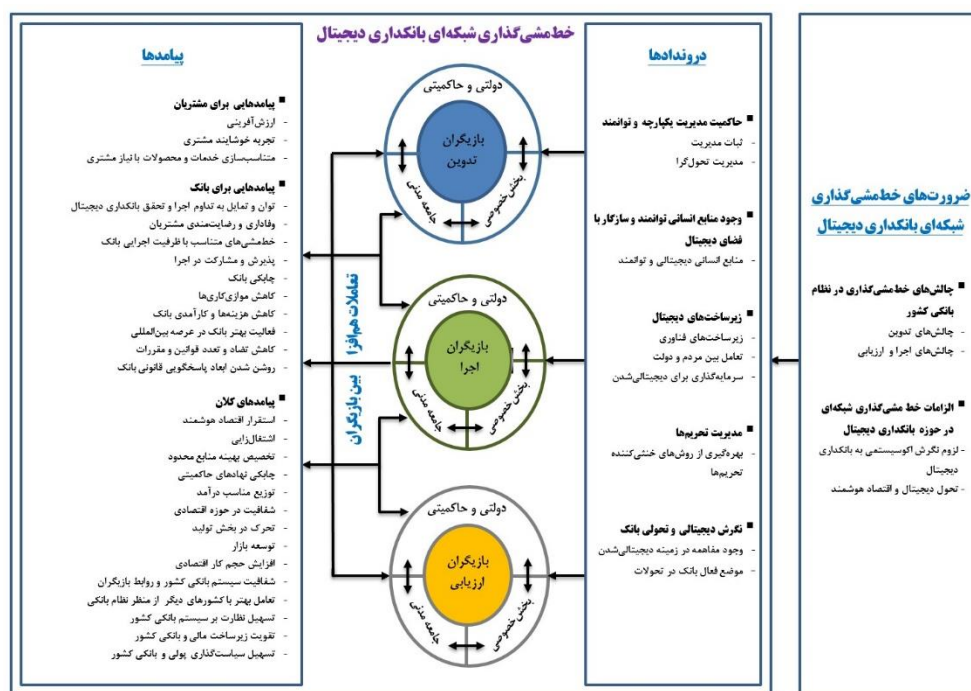 ضرورت‌های خط‌مشی‌گذاری
شبکه‌ای بانکداری دیجیتال
■ چالش‌های خط‌مشی‌گذاری در نظام
بانکی کشور
- چالش‌های تدوین
- چالش‌های اجرا و ارزیابی
■ الزامات خط مشی‌گذاری شبکه‌ای
در حوزه بانکداری دیجیتال
- لزوم نگرش اکوسیستمی به بانکداری
دیجیتال
- تحول دیجیتال و اقتصاد هوشمند
خط‌مشی‌گذاری شبکه‌ای بانکداری دیجیتال
دروندادها
■ حاکمیت مدیریت یکپارچه و توانمند
- ثبات مدیریت
- مدیریت تحول‌گرا
■ وجود منابع انسانی توانمند و سازگار با
فضای دیجیتال
- منابع انسانی دیجیتالی و توانمند
■ زیرساخت‌های دیجیتال
- زیرساخت‌های فناوری
- تعامل بین مردم و دولت
- سرمایه‌گذاری برای دیجیتالی‌شدن
■ مدیریت تحریم‌ها
- بهره‌گیری از روش‌های خنثی‌کننده
تحریم‌ها
■ نگرش دیجیتالی و تحولی بانک
- وجود مفاهمه در زمینه دیجیتالی‌شدن
- موضع فعال بانک در تحولات
دولتی و حاکمیتی
بازیگران
تدوین
بخش خصوصی
جامعه مدنی
دولتی و حاکمیتی
بازیگران
اجرا
بخش خصوصی
جامعه مدنی
دولتی و حاکمیتی
بازیگران
ارزیابی
بخش خصوصی
جامعه مدنی
تعاملات هم‌افزا
بین بازیگران
پیامدها
■ پیامدهایی برای مشتریان
- ارزش‌آفرینی
- تجربه خوشایند مشتری
- متناسب‌سازی خدمات و محصولات با نیاز مشتری
■ پیامدهایی برای بانک
- توان و تمایل به تداوم اجرا و تحقق بانکداری دیجیتال
- وفاداری و رضایت‌مندی مشتریان
- خط‌مشی‌های متناسب با ظرفیت اجرایی بانک
- پذیرش و مشارکت در اجرا
- چابکی بانک
- کاهش موازی‌کاری‌ها
- کاهش هزینه‌ها و کارآمدی بانک
- فعالیت بهتر بانک در عرصه بین‌المللی
- کاهش تضاد و تعدد قوانین و مقررات
- روشن شدن ابعاد پاسخگویی قانونی بانک
■ پیامدهای کلان
- استقرار اقتصاد هوشمند
- اشتغال‌زایی
- تخصیص بهینه منابع محدود
- چابکی نهادهای حاکمیتی
- توزیع مناسب درآمد
- شفافیت در حوزه اقتصادی
- تحرک در بخش تولید
- توسعه بازار
- افزایش حجم کار اقتصادی
- شفافیت سیستم بانکی کشور و روابط بازیگران
- تعامل بهتر با کشورهای دیگر از منظر نظام بانکی
- تسهیل نظارت بر سیستم بانکی کشور
- تقویت زیرساخت مالی و بانکی کشور
- تسهیل سیاست‌گذاری پولی و بانکی کشور